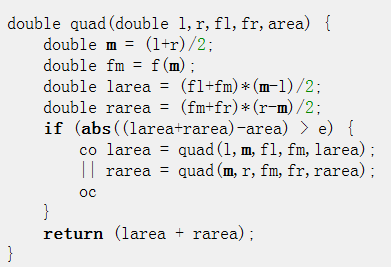 double quad(double l,r,fl,fr,area) {
    double m = (l+r)/2;
    double fm = f(m);
    double larea = (fl+fm)*(m-l)/2;
    double rarea = (fm+fr)*(r-m)/2;
    if (abs((larea+rarea)-area) > e) {
        co larea = quad(l,m,fl,fm,larea);
        || rarea = quad(m,r,fm,fr,rarea);
        oc
    }
    return (larea + rarea);
}